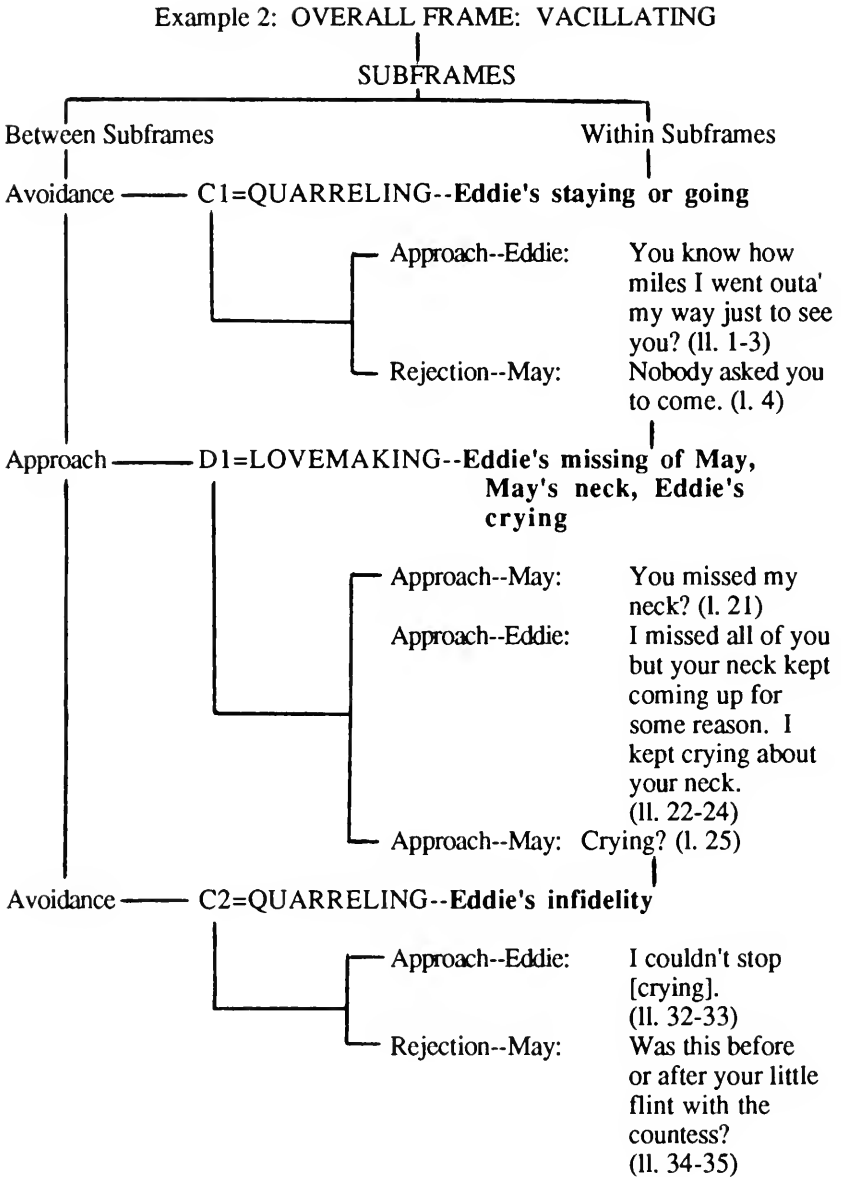 Example 2: OVERALL FRAME: VACILLATING
SUBFRAMES
Between Subframes Within Subframes
Avoidance C1=QUARRELING--Eddie's staying or going
Approach--Eddie: You know how
miles I went outa'
my way just to see
you? (ll. 1-3)
Rejection--May: Nobody asked you
to come. (l. 4)
Approach D1=LOVEMAKING--Eddie's missing of May,
May's neck, Eddie's
crying
Approach--May: You missed my
neck? (l. 21)
Approach--Eddie: I missed all of you
but your neck kept
coming up for
some reason. I
kept crying about
your neck.
(ll. 22-24)
Approach--May: Crying? (l. 25)
Avoidance C2=QUARRELING--Eddie's infidelity
Approach--Eddie: I couldn't stop
[crying].
(ll. 32-33)
Rejection--May: Was this before
or after your little
flint with the
countess?
(ll. 34-35)